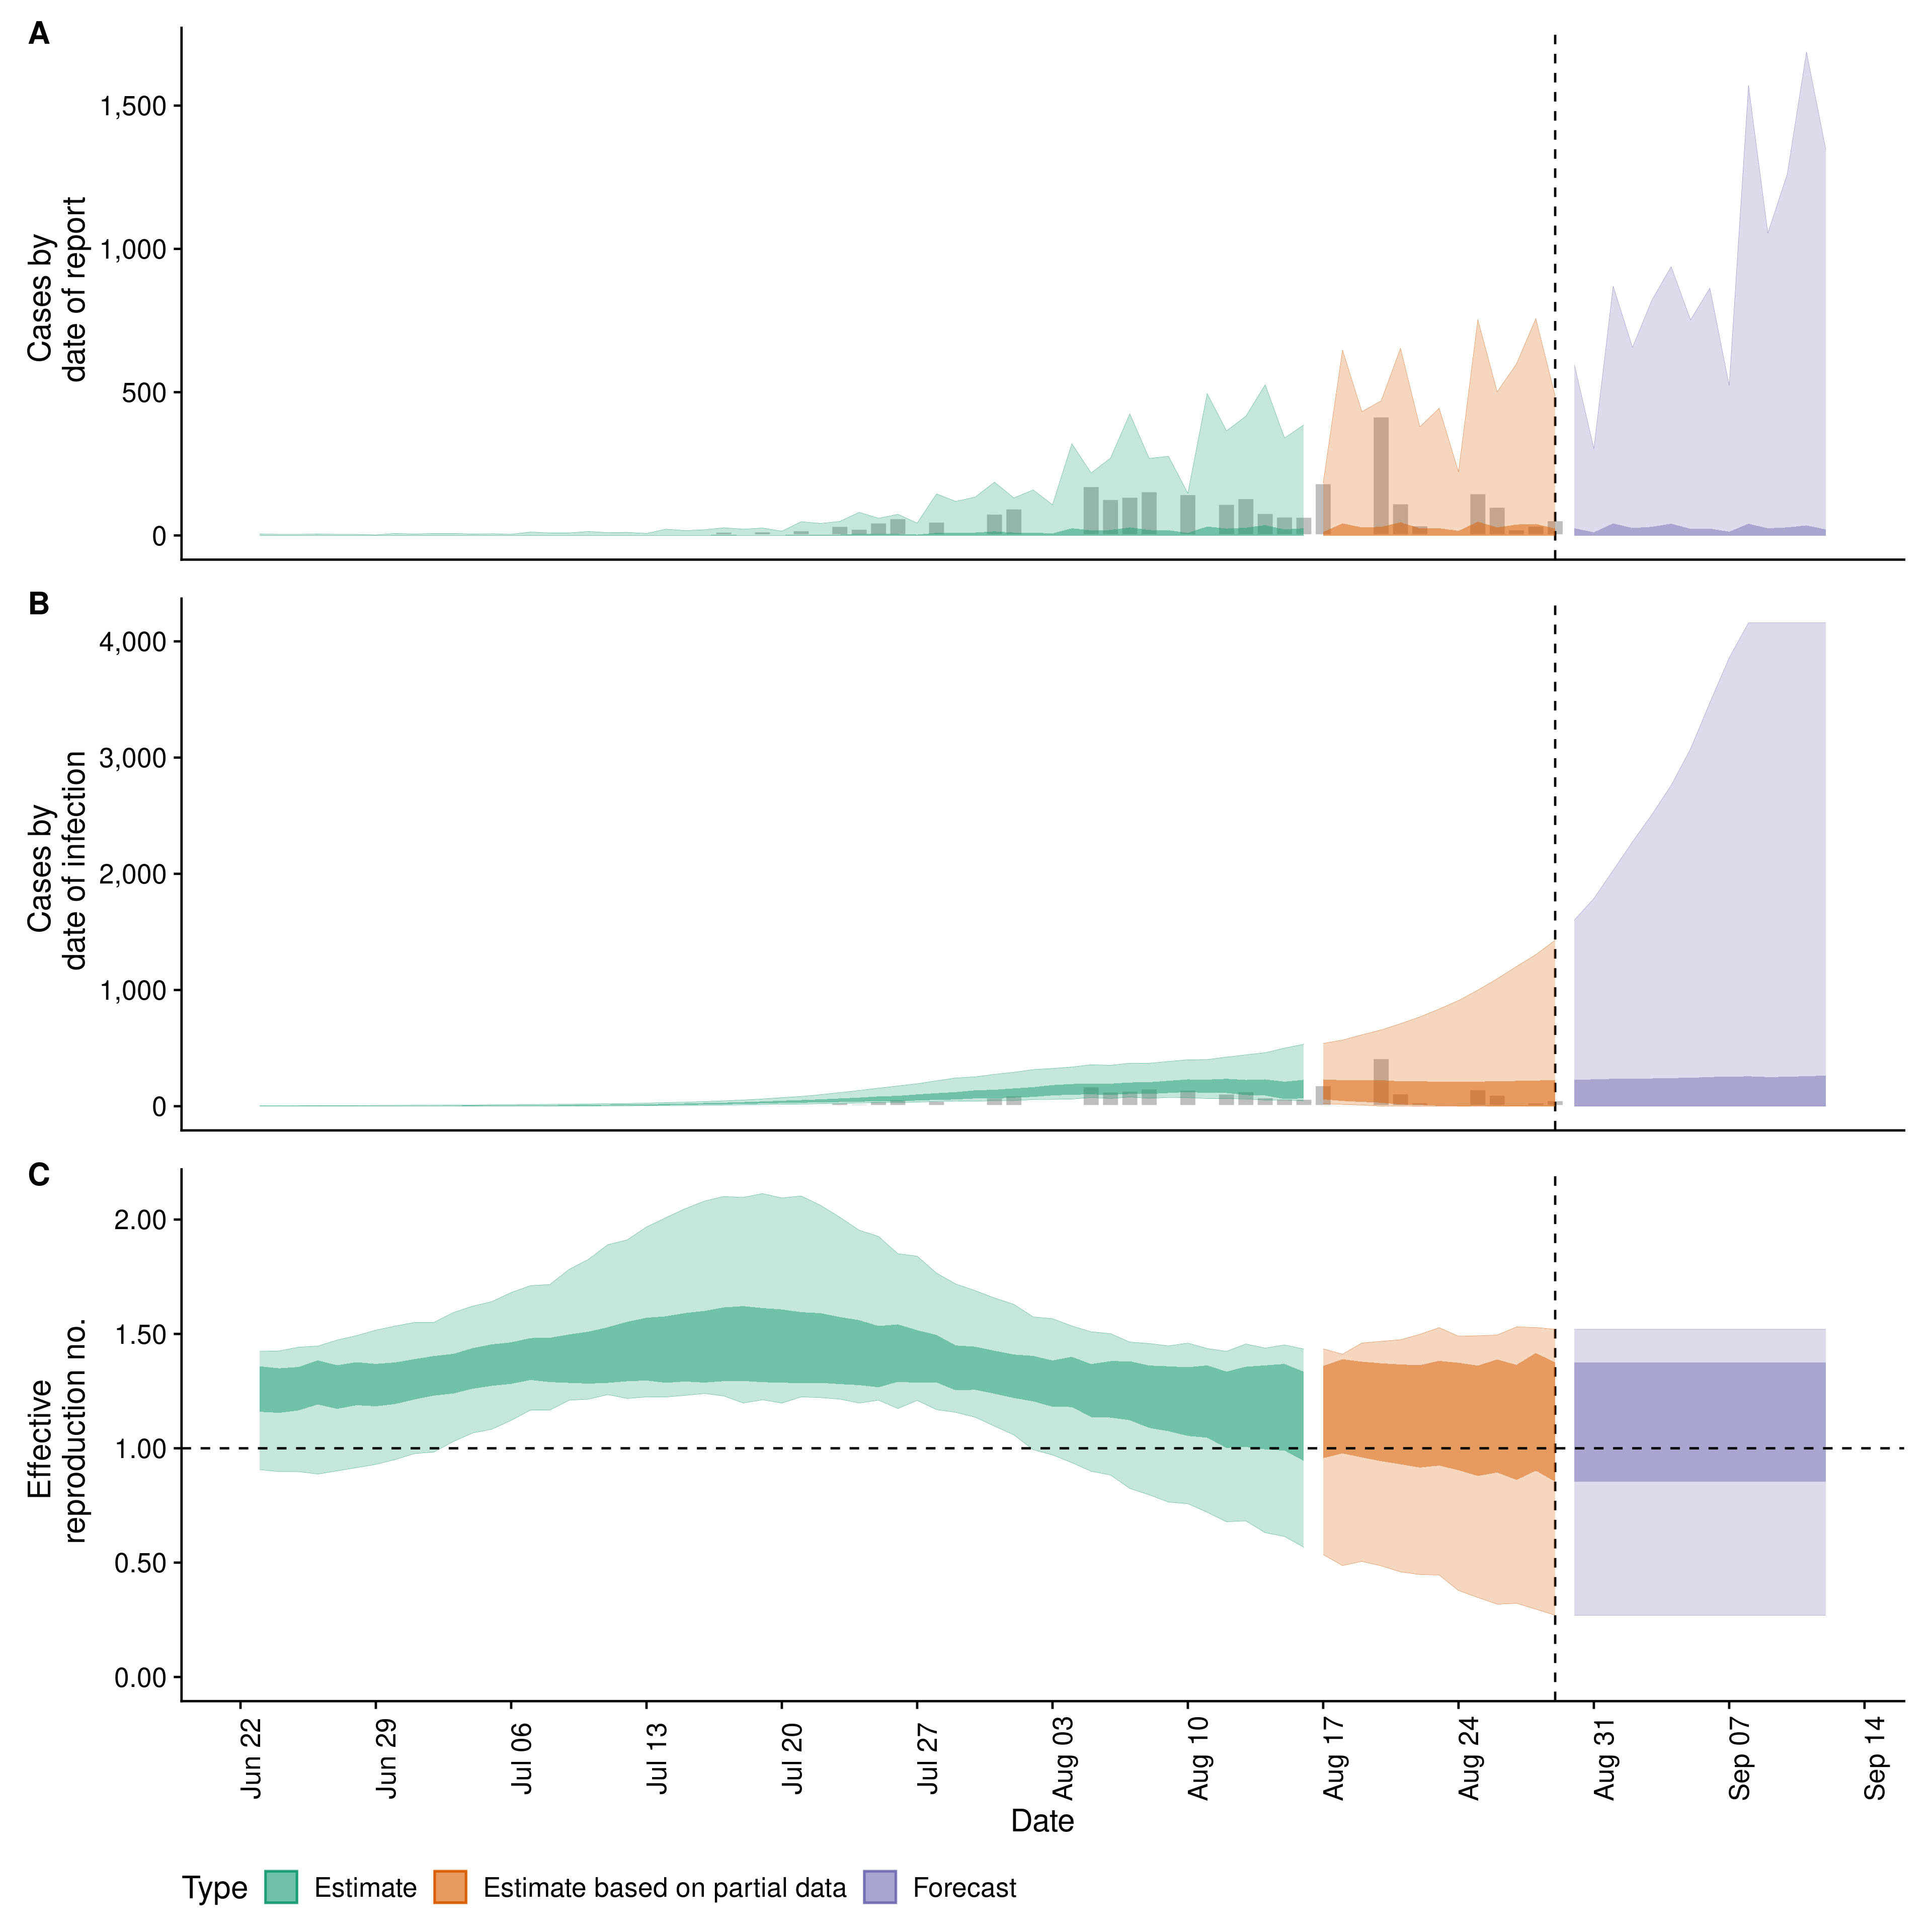 A
1,500
1,000
500
0
Cases by
date of report
B
4,000
3,000
2,000
1,000
0
Cases by
date of infection
C
2.00
1.50
1.00
0.50
0.00
Effective
reproduction no.
Jun 22
Jun 29
Jul 06
Jul 13
Jul 20
Jul 27
Aug 03
Aug 10
Aug 17
Aug 24
Aug 31
Sep 07
Sep 14
Date
Type Estimate Estimate based on partial data Forecast